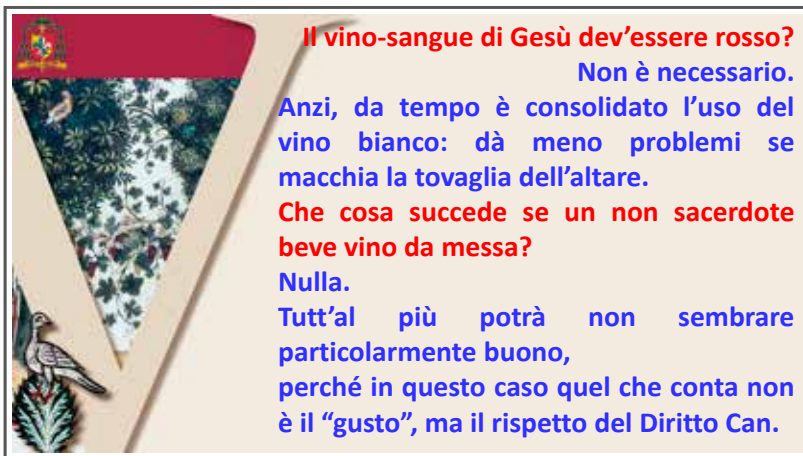 Il vino-sangue di Gesù dev'essere rosso?
Non è necessario.
Anzi, da tempo è consolidato l'uso del
vino bianco: dà meno problemi se
macchia la tovaglia dell'altare.
Che cosa succede se un non sacerdote
beve vino da messa?
Nulla.
Tutt'al più potrà non sembrare
particolarmente buono,
perché in questo caso quel che conta non
è il “gusto”, ma il rispetto del Diritto Can.